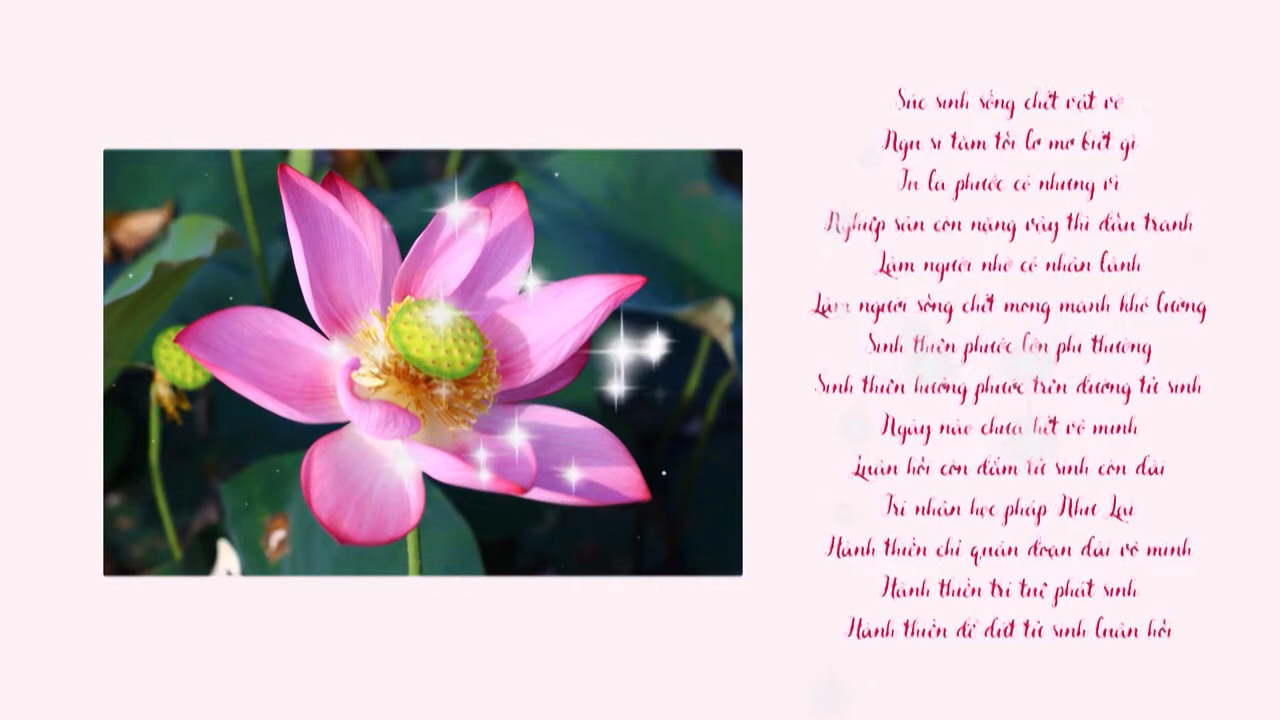 Súc sinh sống chết vật vờ
Ngu si tăm tối lơ mơ biết gì
Tu la phước có nhưng vì
Nghiệp sân còn nặng vậy thì đấu tranh
Làm người nhờ có nhân lành
Làm người sống chết mong manh khó lường
Sinh thiên phước lớn phi thường
Sinh thiên hưởng phước trên đường tử sinh
Ngày nào chưa hết vô minh
Luân hồi còn đắm tử sinh còn dài
Trí nhân học pháp Như Lai
Hành thiền chỉ quán đoạn đài vô minh
Hành thiền trí tuệ phát sinh
Hành thiền để dứt tử sinh luân hồi